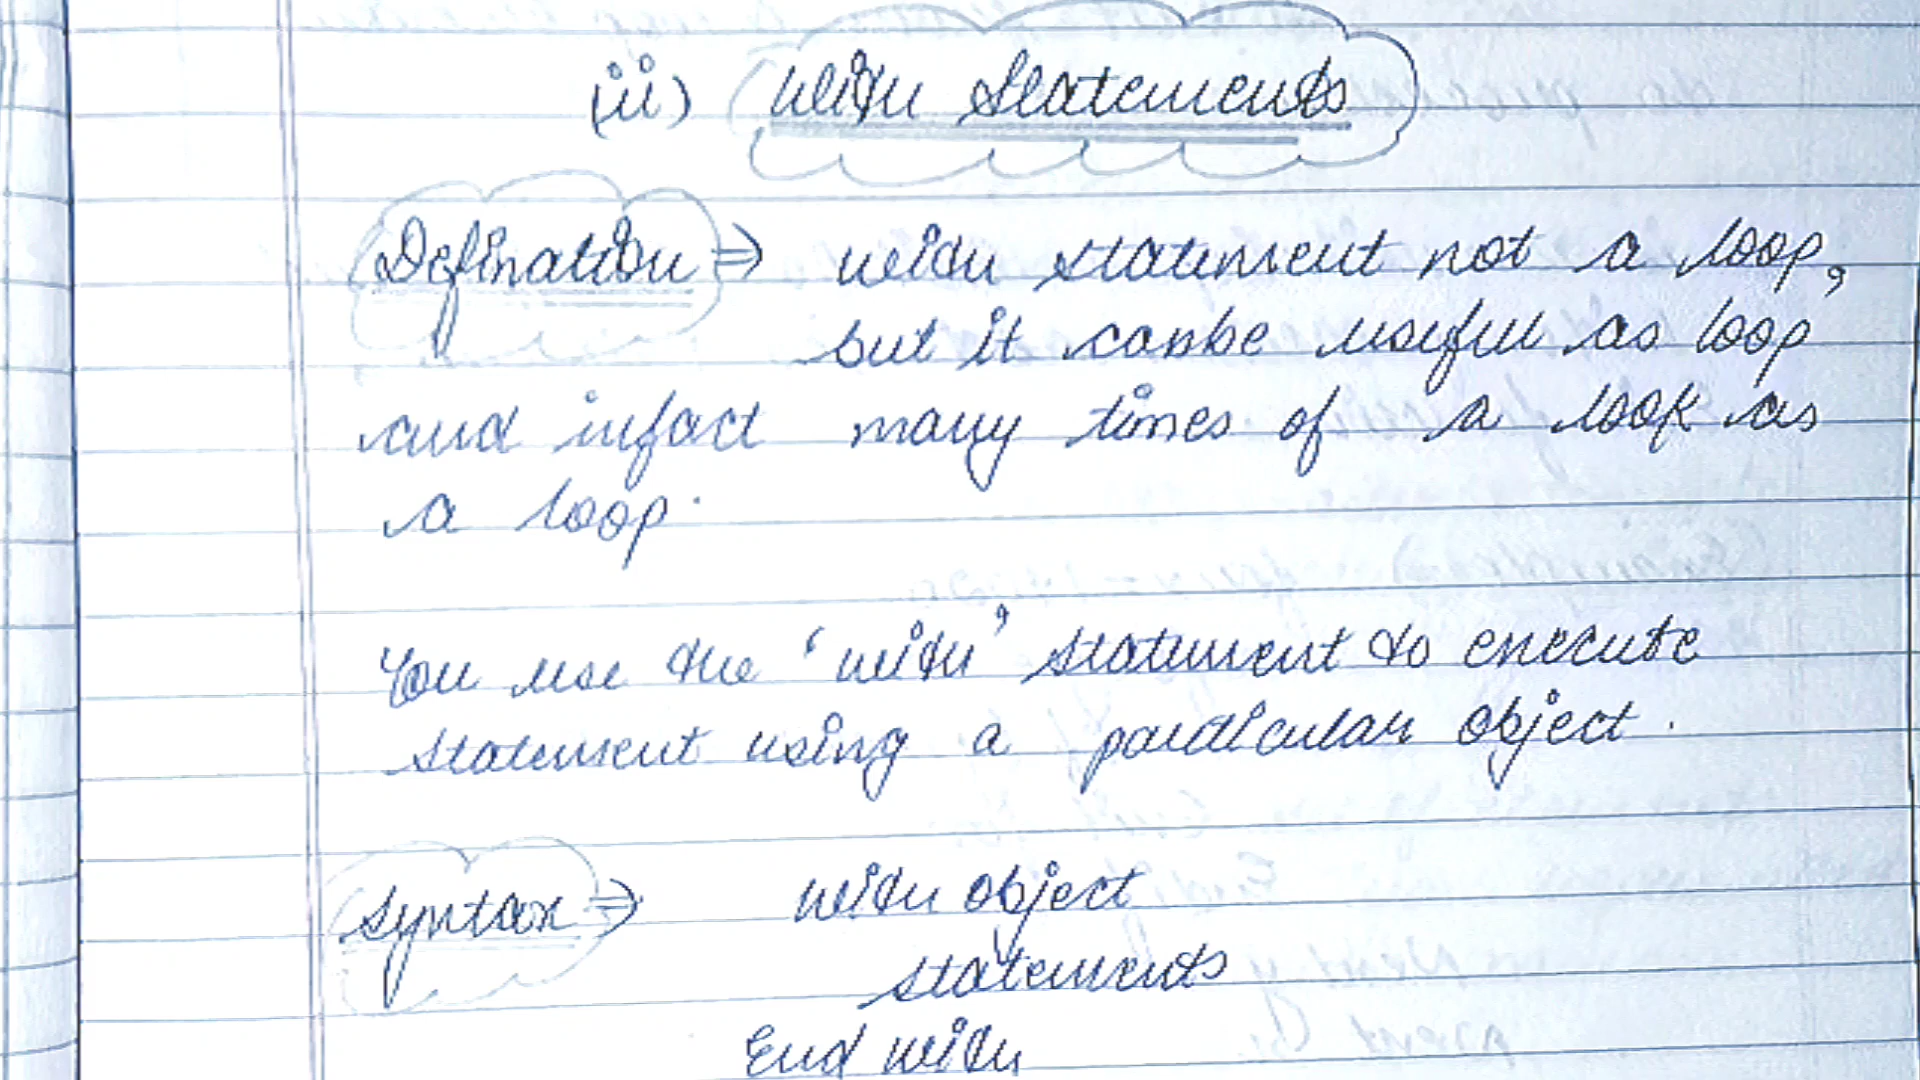 (iii) with Statements
Defination ⇒ with statement not a loop,
but it canbe useful as loop
and infact many times of a look as
a loop.
You use the 'with' statement to execute
statement using a particular object.
Syntax ⇒ with object
statements
End with